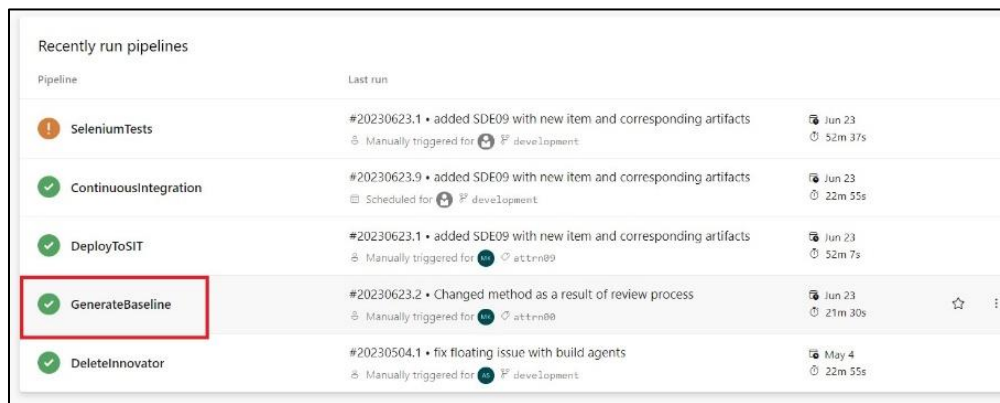 Recently run pipelines
Pipeline Last run
SeleniumTests #20230623.1 • added SDE09 with new item and corresponding artifacts Jun 23
Manually triggered for development 52m 37s
ContinuousIntegration #20230623.9 • added SDE09 with new item and corresponding artifacts Jun 23
Scheduled for development 22m 55s
DeployToSIT #20230623.1 • added SDE09 with new item and corresponding artifacts Jun 23
Manually triggered for MK attrn09 52m 7s
GenerateBaseline #20230623.2 • Changed method as a result of review process Jun 23
Manually triggered for MK attrn00 21m 30s
DeleteInnovator #20230504.1 • fix floating issue with build agents May 4
Manually triggered for AS development 22m 55s